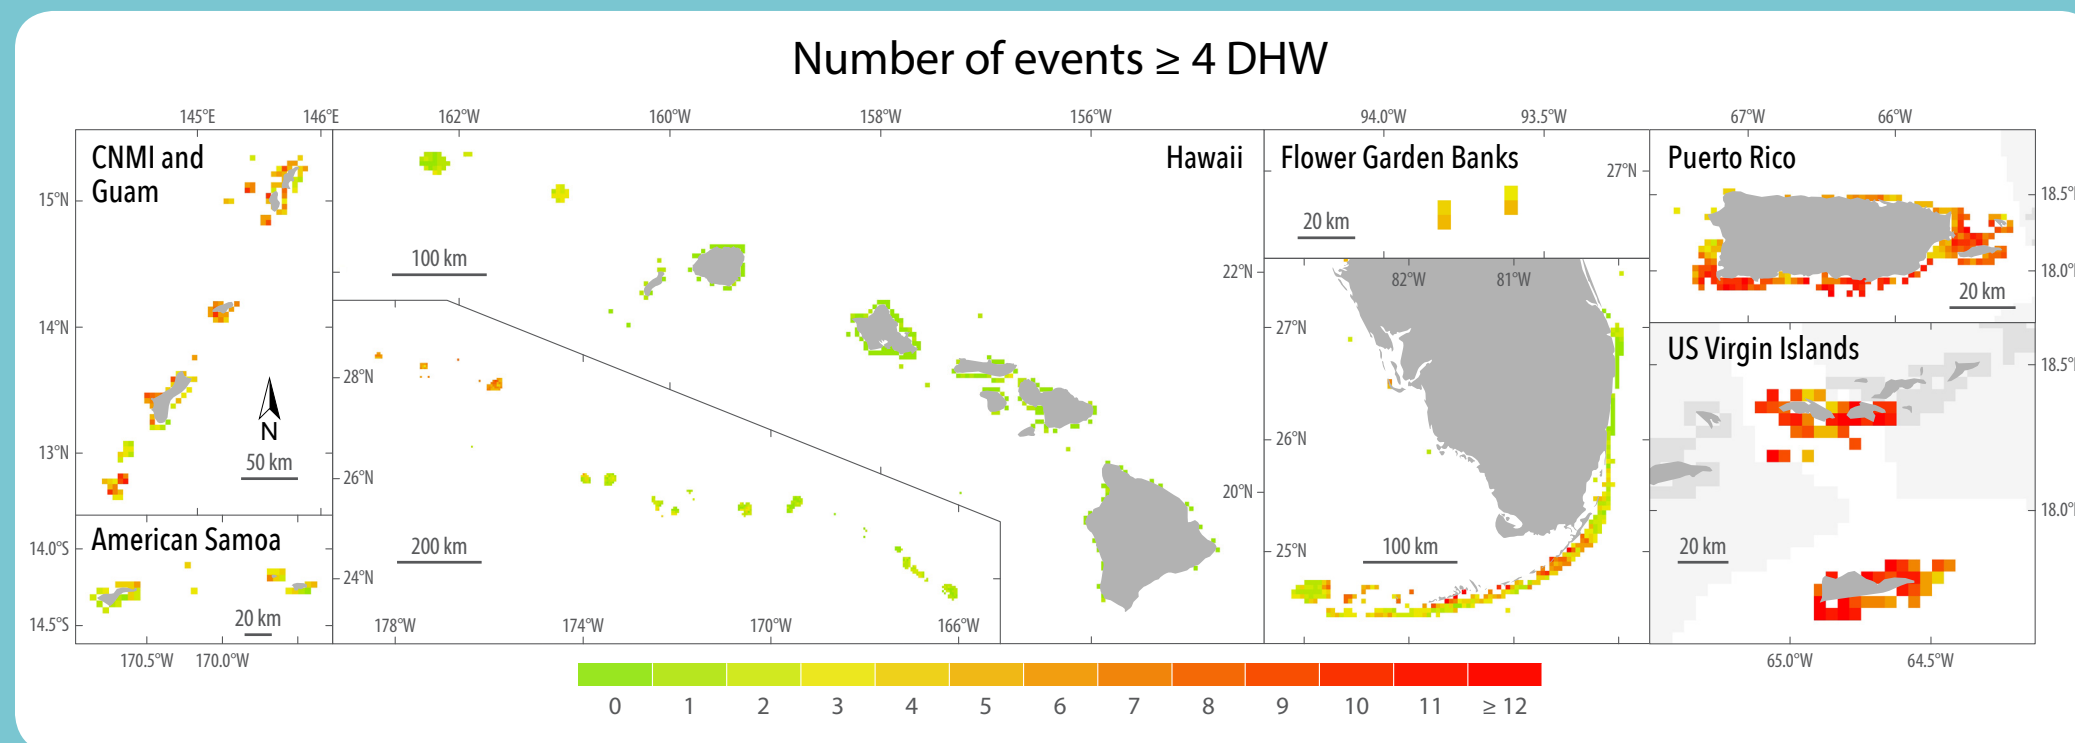 Number of events ≥ 4 DHW
145°E 146°E 162°W 160°W 158°W 156°W 94.0°W 93.5°W 67°W 66°W
CNMI and
Guam
15°N
14°N
13°N
N
50 km
American Samoa
14.0°S
14.5°S
20 km
170.5°W 170.0°W
Hawaii
100 km
28°N
26°N
24°N
200 km
178°W 174°W 170°W 166°W
22°N
20°N
Flower Garden Banks
27°N
20 km
82°W 81°W
27°N
26°N
25°N
100 km
Puerto Rico
18.5°
18.0°
20 km
US Virgin Islands
18.5°
18.0°
20 km
65.0°W 64.5°W
0 1 2 3 4 5 6 7 8 9 10 11 ≥ 12